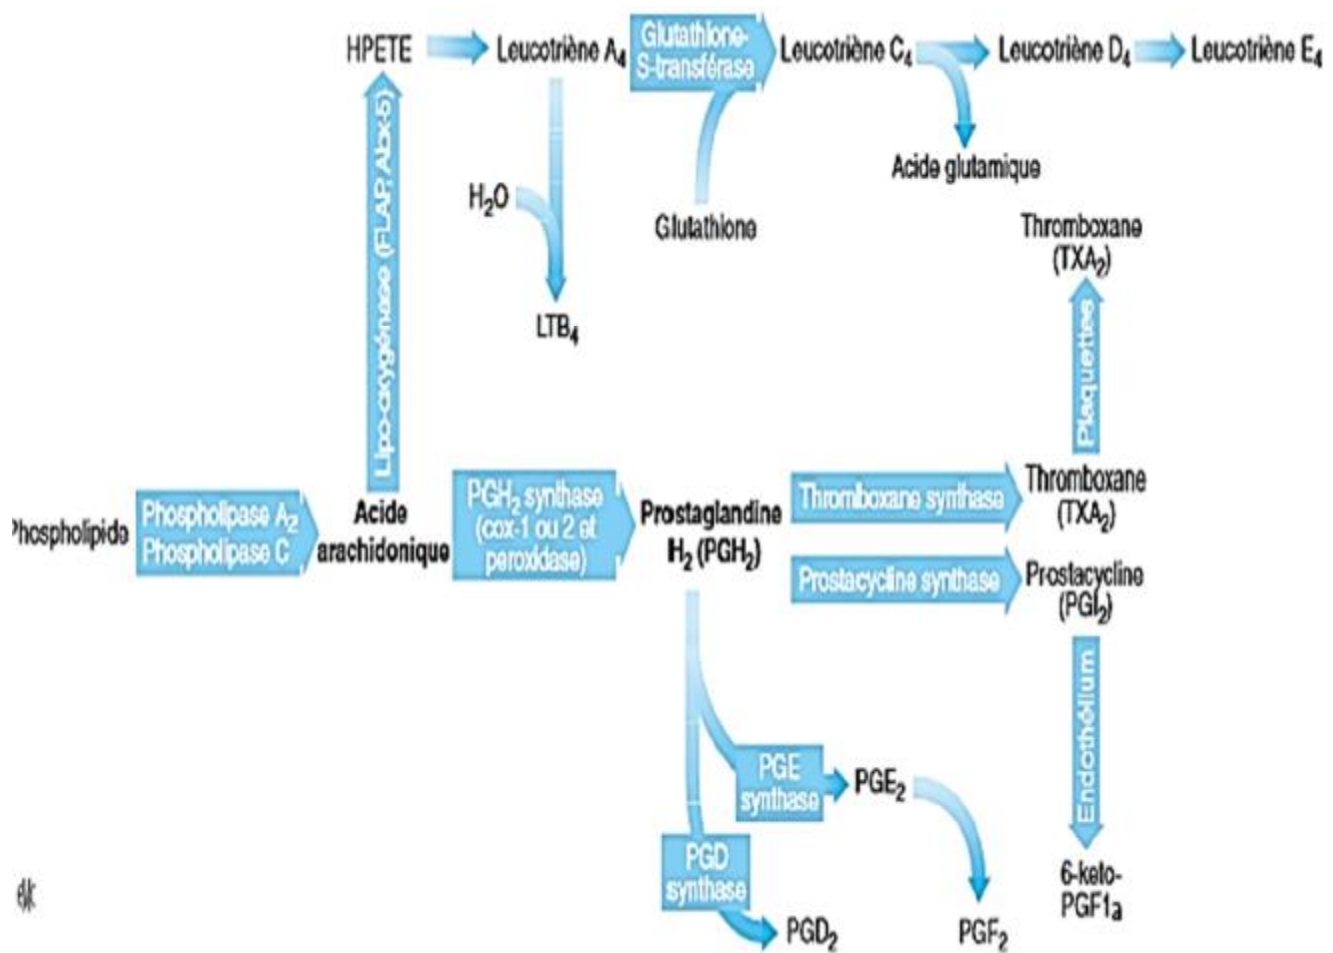 HPETE
Leucotriène A4
Glutathione-
S-transférase
Leucotriène C4
Leucotriène D4
Leucotriène E4
Lipo-oxygénase (FLAP, Alox-5)
H2O
Glutathione
Acide glutamique
LTB4
Thromboxane
(TXA2)
Plaquettes
Phospholipide
Phospholipase A2
Phospholipase C
Acide
arachidonique
PGH2 synthase
(cox-1 ou 2 et
peroxidase)
Prostaglandine
H2 (PGH2)
Thromboxane synthase
Thromboxane
(TXA2)
Prostacycline synthase
Prostacycline
(PGI2)
Endothélium
PGE
synthase
PGE2
PGD
synthase
PGD2
PGF2
6-keto-
PGF1a